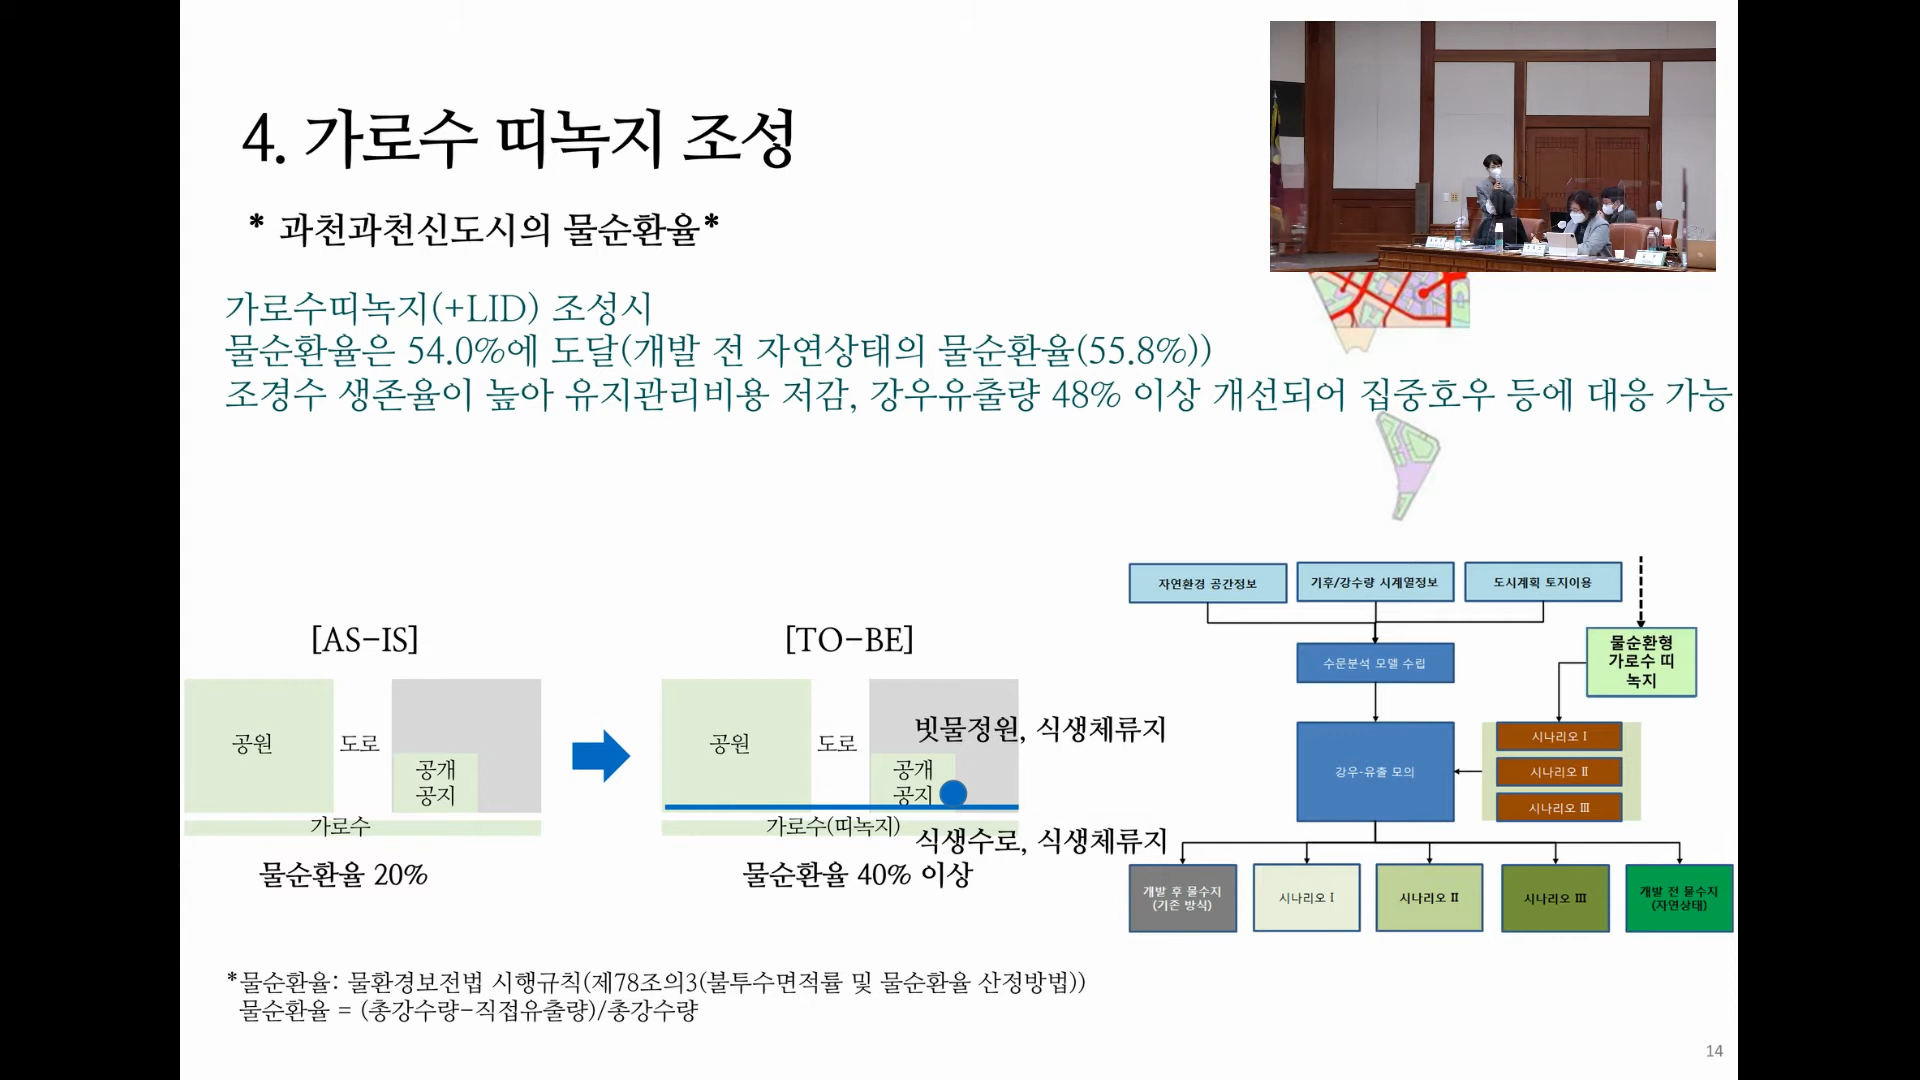 4. 가로수 띠녹지 조성
* 과천과천신도시의 물순환율*
가로수띠녹지(+LID) 조성시
물순환율은 54.0%에 도달(개발 전 자연상태의 물순환율(55.8%))
조경수 생존율이 높아 유지관리비용 저감, 강우유출량 48% 이상 개선되어 집중호우 등에 대응 가능
[AS-IS]
공원
도로
공개
공지
가로수
물순환율 20%
[TO-BE]
공원
도로
공개
공지
가로수(띠녹지)
물순환율 40% 이상
빗물정원, 식생체류지
식생수로, 식생체류지
자연환경 공간정보
기후/강수량 시계열정보
도시계획 토지이용
수문분석 모델 수립
물순환형
가로수 띠
녹지
강우-유출 모의
시나리오 Ⅰ
시나리오 Ⅱ
시나리오 Ⅲ
개발 후 물수지
(기존 방식)
시나리오 Ⅰ
시나리오 Ⅱ
시나리오 Ⅲ
개발 전 물수지
(자연상태)
*물순환율: 물환경보전법 시행규칙(제78조의3(불투수면적률 및 물순환율 산정방법))
물순환율 = (총강수량-직접유출량)/총강수량
14